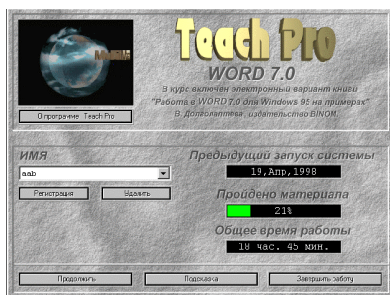 Teach Pro
WORD 7.0
В курс включен электронный вариант книги
"Работа в WORD 7.0 для Windows 95 на примерах"
В. Долголаптева, издательство БИНОМ.
О программе Teach Pro
ИМЯ
Предыдущий запуск системы
aab
19,Апр,1998
Регистрация
Удалить
Пройдено материала
21%
Общее время работы
18 час. 45 мин.
Продолжить
Подсказка
Завершить работу